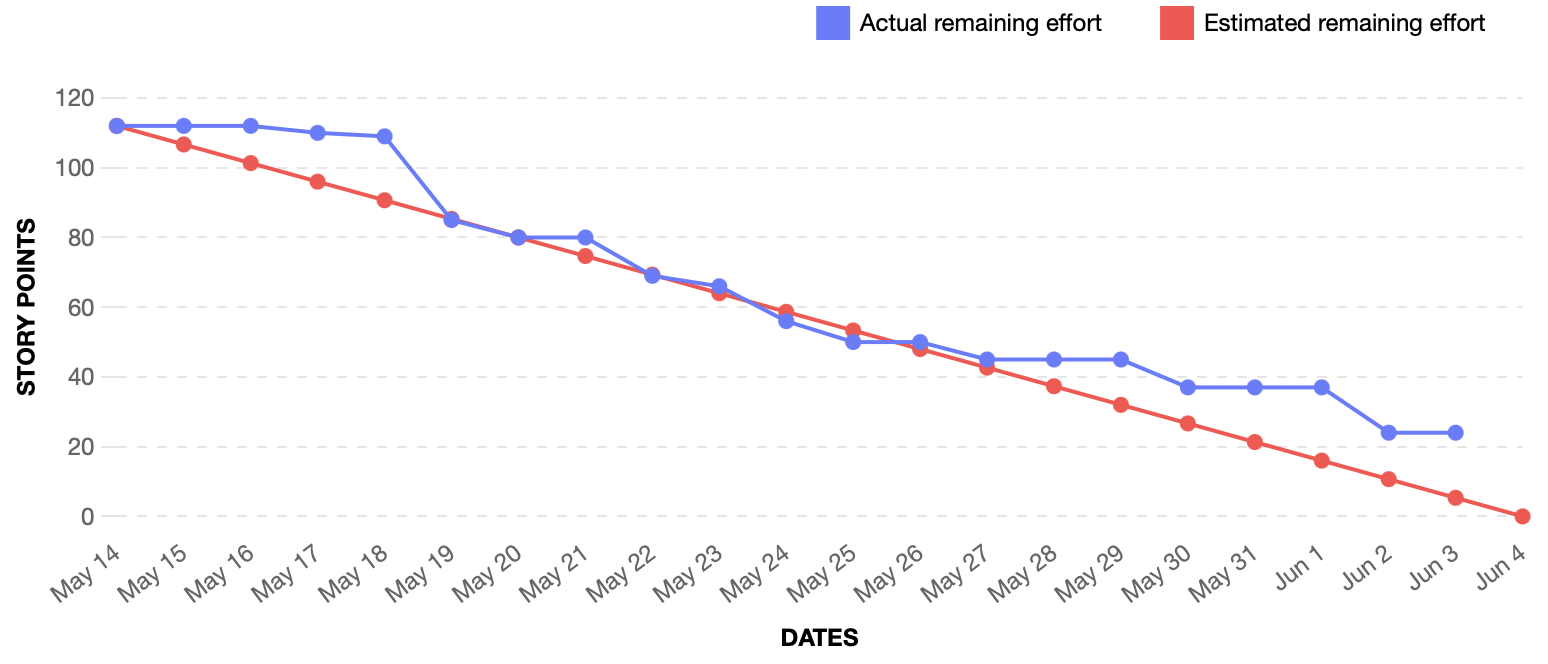 Actual remaining effort
Estimated remaining effort
120
100
80
60
40
20
0
STORY POINTS
May 14
May 15
May 16
May 17
May 18
May 19
May 20
May 21
May 22
May 23
May 24
May 25
May 26
May 27
May 28
May 29
May 30
May 31
Jun 1
Jun 2
Jun 3
Jun 4
DATES